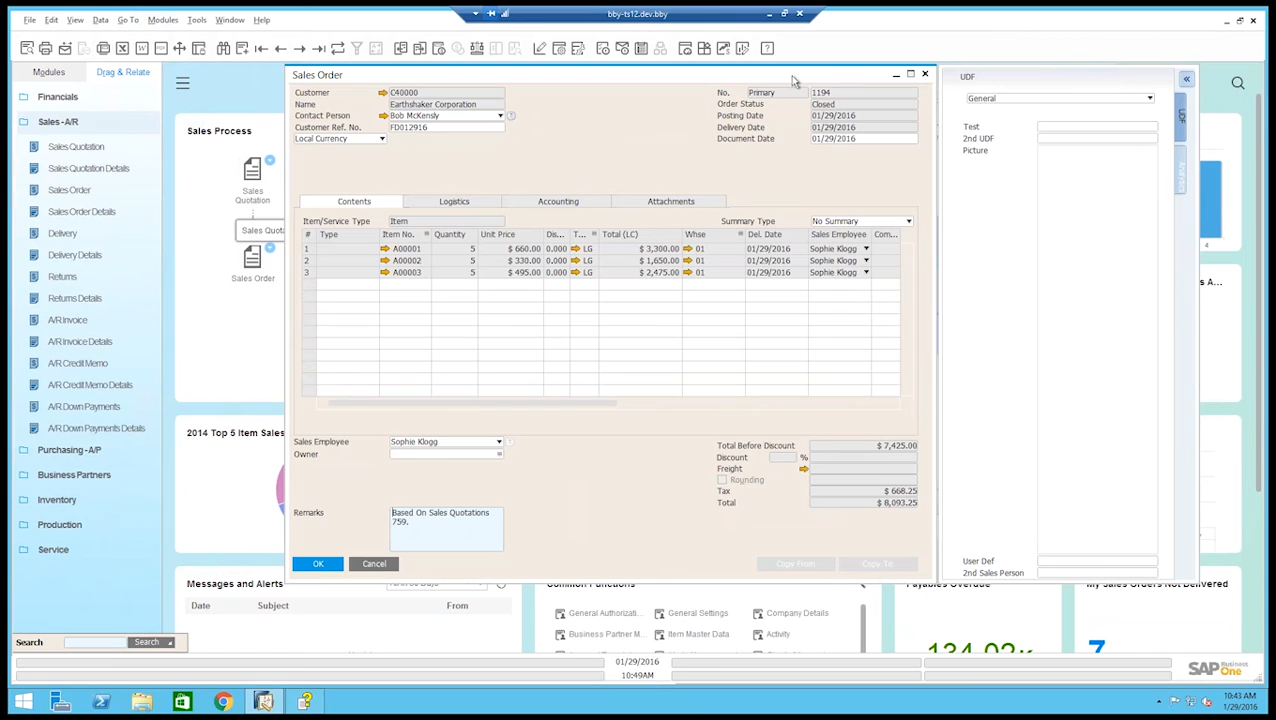 bby-ts12.dev.bby
File Edit View Data Go To Modules Tools Window Help
Modules Drag & Relate
Financials
Sales - A/R
Sales Quotation
Sales Quotation Details
Sales Order
Sales Order Details
Delivery
Delivery Details
Returns
Returns Details
A/R Invoice
A/R Invoice Details
A/R Credit Memo
A/R Credit Memo Details
A/R Down Payments
A/R Down Payments Details
Purchasing - A/P
Business Partners
Inventory
Production
Service
Search Search
Sales Process
Sales
Quotation
Sales Quota
Sales Order
2014 Top 5 Item Sales
Messages and Alerts
Date Subject From
Sales Order
Customer C40000
Name Earthshaker Corporation
Contact Person Bob McKensly
Customer Ref. No. FD012916
Local Currency
No. Primary 1194
Order Status Closed
Posting Date 01/29/2016
Delivery Date 01/29/2016
Document Date 01/29/2016
Contents Logistics Accounting Attachments
Item/Service Type Item Summary Type No Summary
# Type Item No. Quantity Unit Price Dis... T... Total (LC) Whse Del. Date Sales Employee Com...
1 A00001 5 $ 660.00 0.000 LG $ 3,300.00 01 01/29/2016 Sophie Klogg
2 A00002 5 $ 330.00 0.000 LG $ 1,650.00 01 01/29/2016 Sophie Klogg
3 A00003 5 $ 495.00 0.000 LG $ 2,475.00 01 01/29/2016 Sophie Klogg
Sales Employee Sophie Klogg
Owner
Total Before Discount $ 7,425.00
Discount %
Freight
Rounding
Tax $ 668.25
Total $ 8,093.25
Remarks Based On Sales Quotations
759.
OK Cancel Copy From Copy To
UDF
General
Test
2nd UDF
Picture
User Def
2nd Sales Person
UDF
Analytics
4
s A...
Common Functions
General Authorizati... General Settings Company Details
Business Partner M... Item Master Data Activity
Payables Overdue
134.02K
My Sales Orders Not Delivered
7
01/29/2016
10:49AM
SAP Business One
10:43 AM
1/29/2016